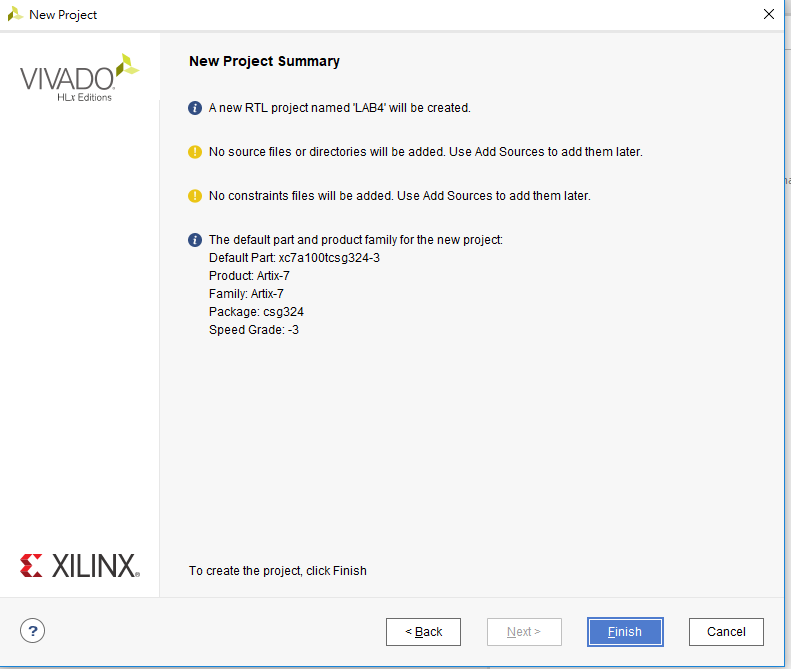 New Project
VIVADO
HLx Editions
New Project Summary
A new RTL project named 'LAB4' will be created.
No source files or directories will be added. Use Add Sources to add them later.
No constraints files will be added. Use Add Sources to add them later.
The default part and product family for the new project:
Default Part: xc7a100tcsg324-3
Product: Artix-7
Family: Artix-7
Package: csg324
Speed Grade: -3
XILINX
To create the project, click Finish
?
< Back
Next >
Finish
Cancel